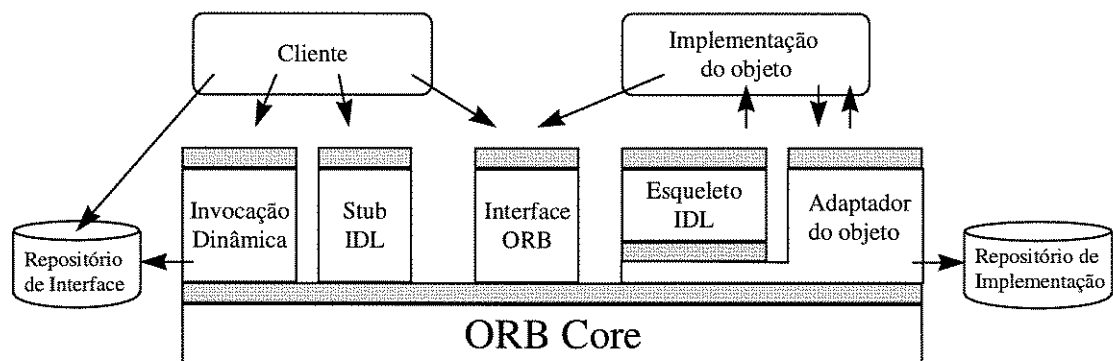 Cliente
Implementação
do objeto
Invocação
Dinâmica
Stub
IDL
Interface
ORB
Esqueleto
IDL
Adaptador
do objeto
Repositório
de Interface
Repositório de
Implementação
ORB Core